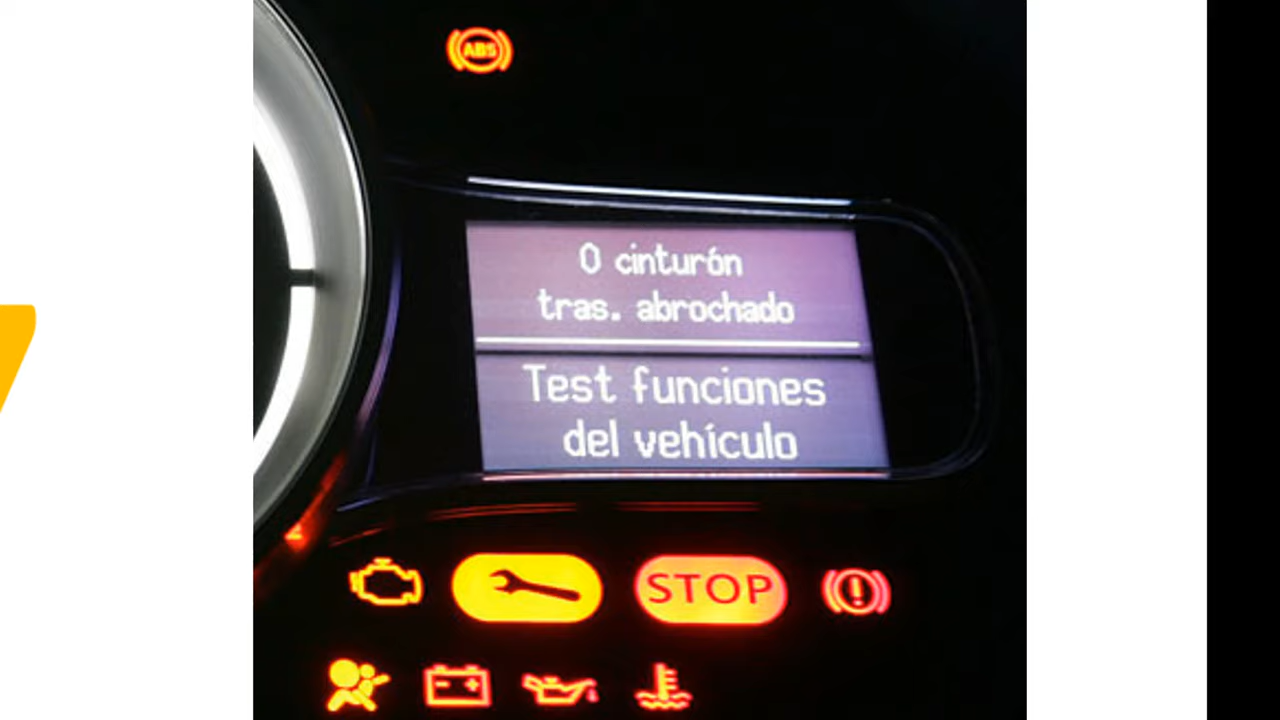 ABS
0 cinturón
tras. abrochado
Test funciones
del vehículo
STOP